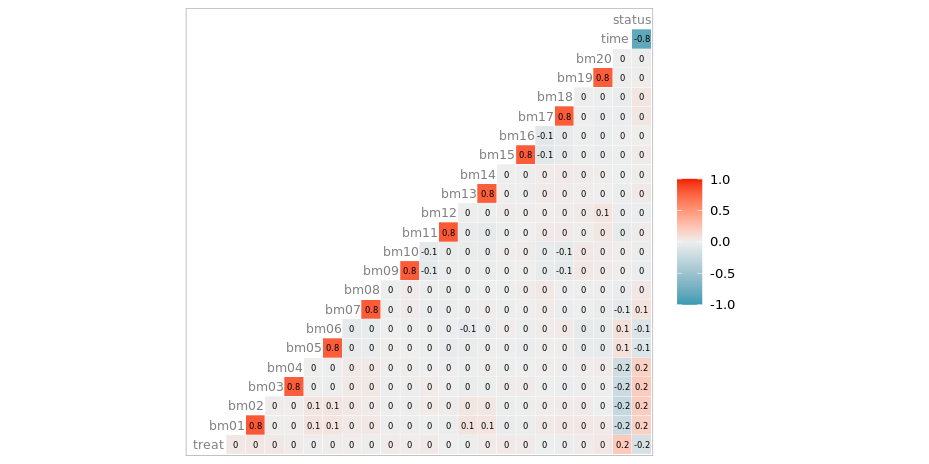 status
time -0.8
bm20 0 0
bm19 0.8 0 0
bm18 0 0 0 0
bm17 0.8 0 0 0 0
bm16 -0.1 0 0 0 0 0
bm15 0.8 -0.1 0 0 0 0 0
bm14 0 0 0 0 0 0 0 0
bm13 0.8 0 0 0 0 0 0 0 0
bm12 0 0 0 0 0 0 0 0.1 0 0
bm11 0.8 0 0 0 0 0 0 0 0 0 0
bm10 -0.1 0 0 0 0 0 0 -0.1 0 0 0 0
bm09 0.8 -0.1 0 0 0 0 0 0 -0.1 0 0 0 0
bm08 0 0 0 0 0 0 0 0 0 0 0 0 0 0
bm07 0.8 0 0 0 0 0 0 0 0 0 0 0 0 -0.1 0.1
bm06 0 0 0 0 0 0 -0.1 0 0 0 0 0 0 0 0.1 -0.1
bm05 0.8 0 0 0 0 0 0 0 0 0 0 0 0 0 0 0.1 -0.1
bm04 0 0 0 0 0 0 0 0 0 0 0 0 0 0 0 0 -0.2 0.2
bm03 0.8 0 0 0 0 0 0 0 0 0 0 0 0 0 0 0 0 -0.2 0.2
bm02 0 0 0.1 0.1 0 0 0 0 0 0 0 0 0 0 0 0 0 0 -0.2 0.2
bm01 0.8 0 0 0.1 0.1 0 0 0 0 0 0 0.1 0.1 0 0 0 0 0 0 -0.2 0.2
treat 0 0 0 0 0 0 0 0 0 0 0 0 0 0 0 0 0 0 0 0 0.2 -0.2
1.0
0.5
0.0
-0.5
-1.0